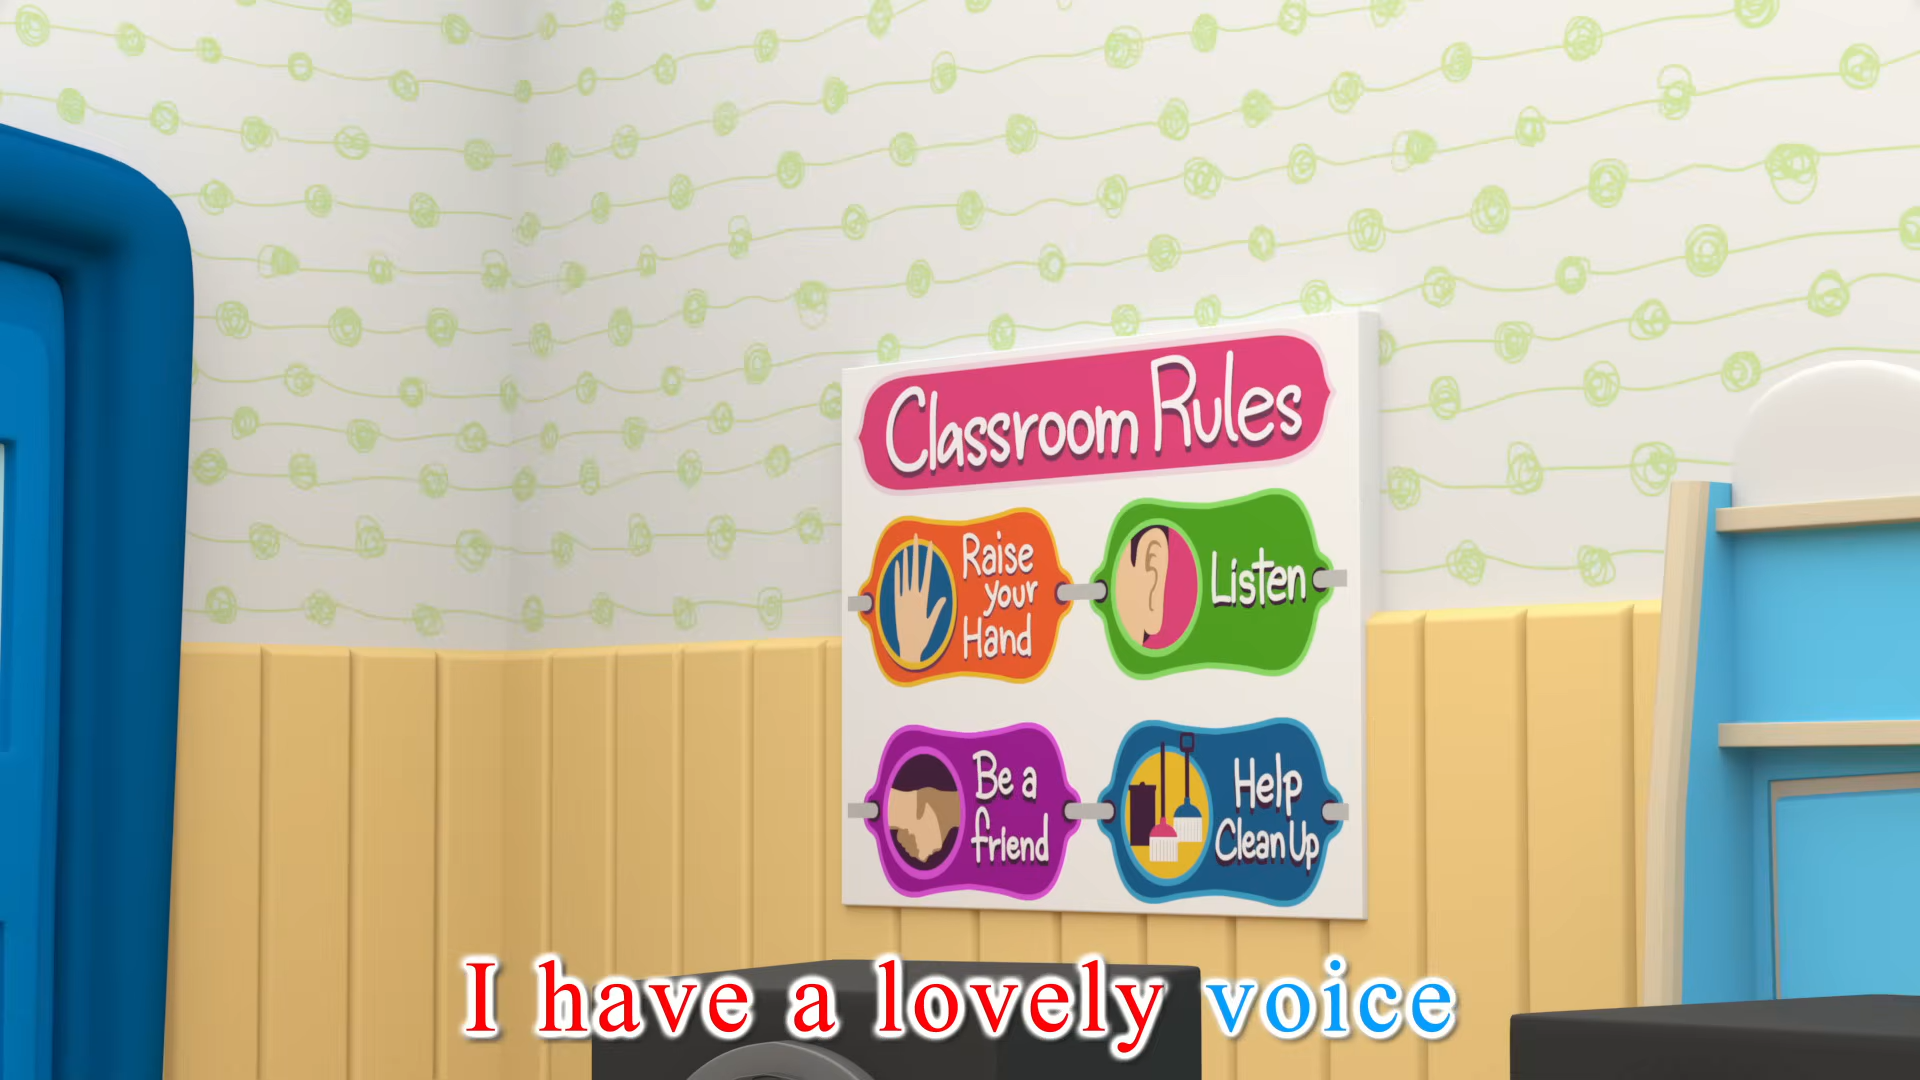 Classroom Rules
Raise
your
Hand
Listen
Be a
friend
Help
Clean Up
I have a lovely voice